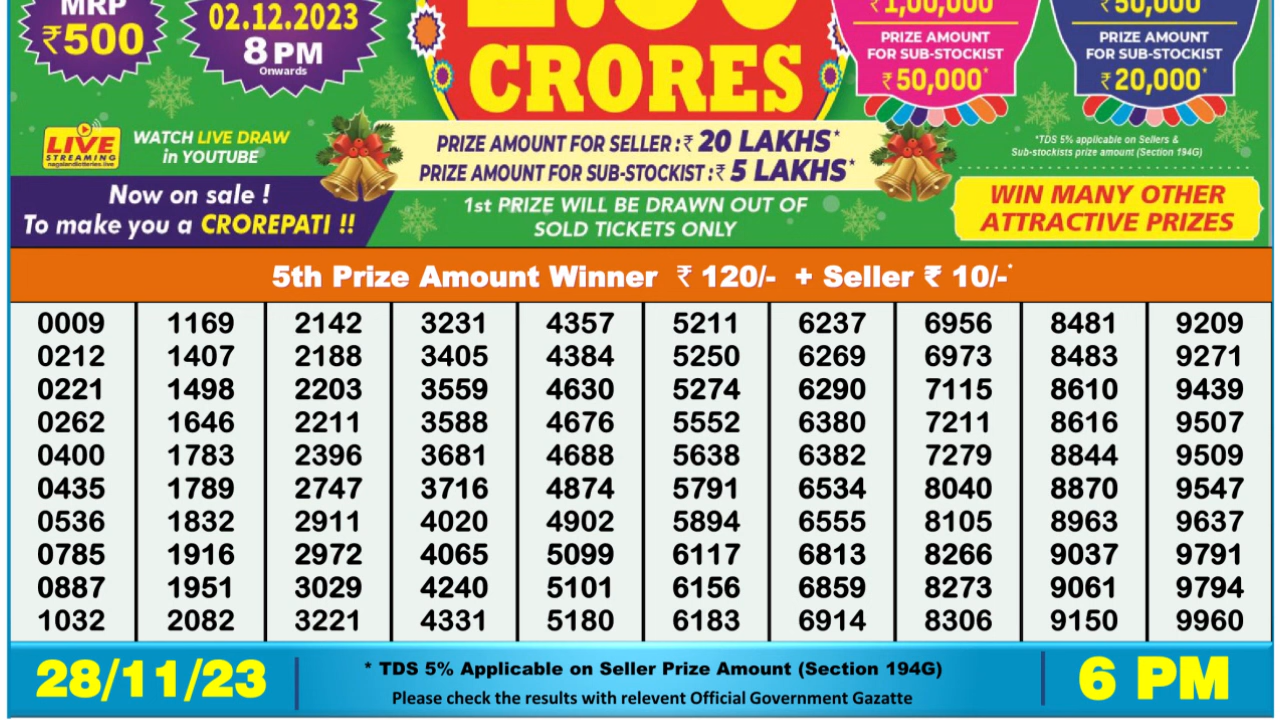 MRP
₹500
02.12.2023
8 PM
Onwards
CRORES
₹1,00,000
PRIZE AMOUNT
FOR SUB-STOCKIST
₹50,000*
₹50,000
PRIZE AMOUNT
FOR SUB-STOCKIST
₹20,000*
LIVE
STREAMING
nagalandlotteries.live
WATCH LIVE DRAW
in YOUTUBE
PRIZE AMOUNT FOR SELLER :₹ 20 LAKHS*
PRIZE AMOUNT FOR SUB-STOCKIST :₹ 5 LAKHS*
*TDS 5% applicable on Sellers &
Sub-stockists prize amount (Section 194G)
Now on sale !
To make you a CROREPATI !!
1st PRIZE WILL BE DRAWN OUT OF
SOLD TICKETS ONLY
WIN MANY OTHER
ATTRACTIVE PRIZES
5th Prize Amount Winner ₹ 120/- + Seller ₹ 10/-*
0009 1169 2142 3231 4357 5211 6237 6956 8481 9209
0212 1407 2188 3405 4384 5250 6269 6973 8483 9271
0221 1498 2203 3559 4630 5274 6290 7115 8610 9439
0262 1646 2211 3588 4676 5552 6380 7211 8616 9507
0400 1783 2396 3681 4688 5638 6382 7279 8844 9509
0435 1789 2747 3716 4874 5791 6534 8040 8870 9547
0536 1832 2911 4020 4902 5894 6555 8105 8963 9637
0785 1916 2972 4065 5099 6117 6813 8266 9037 9791
0887 1951 3029 4240 5101 6156 6859 8273 9061 9794
1032 2082 3221 4331 5180 6183 6914 8306 9150 9960
28/11/23
* TDS 5% Applicable on Seller Prize Amount (Section 194G)
Please check the results with relevent Official Government Gazatte
6 PM